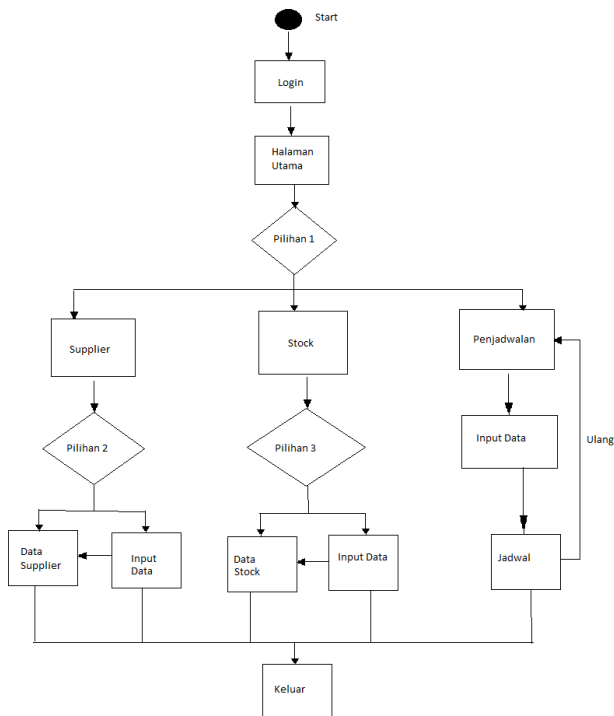 Start
Login
Halaman
Utama
Pilihan 1
Supplier
Stock
Penjadwalan
Pilihan 2
Pilihan 3
Input Data
Ulang
Data
Supplier
Input
Data
Data
Stock
Input Data
Jadwal
Keluar